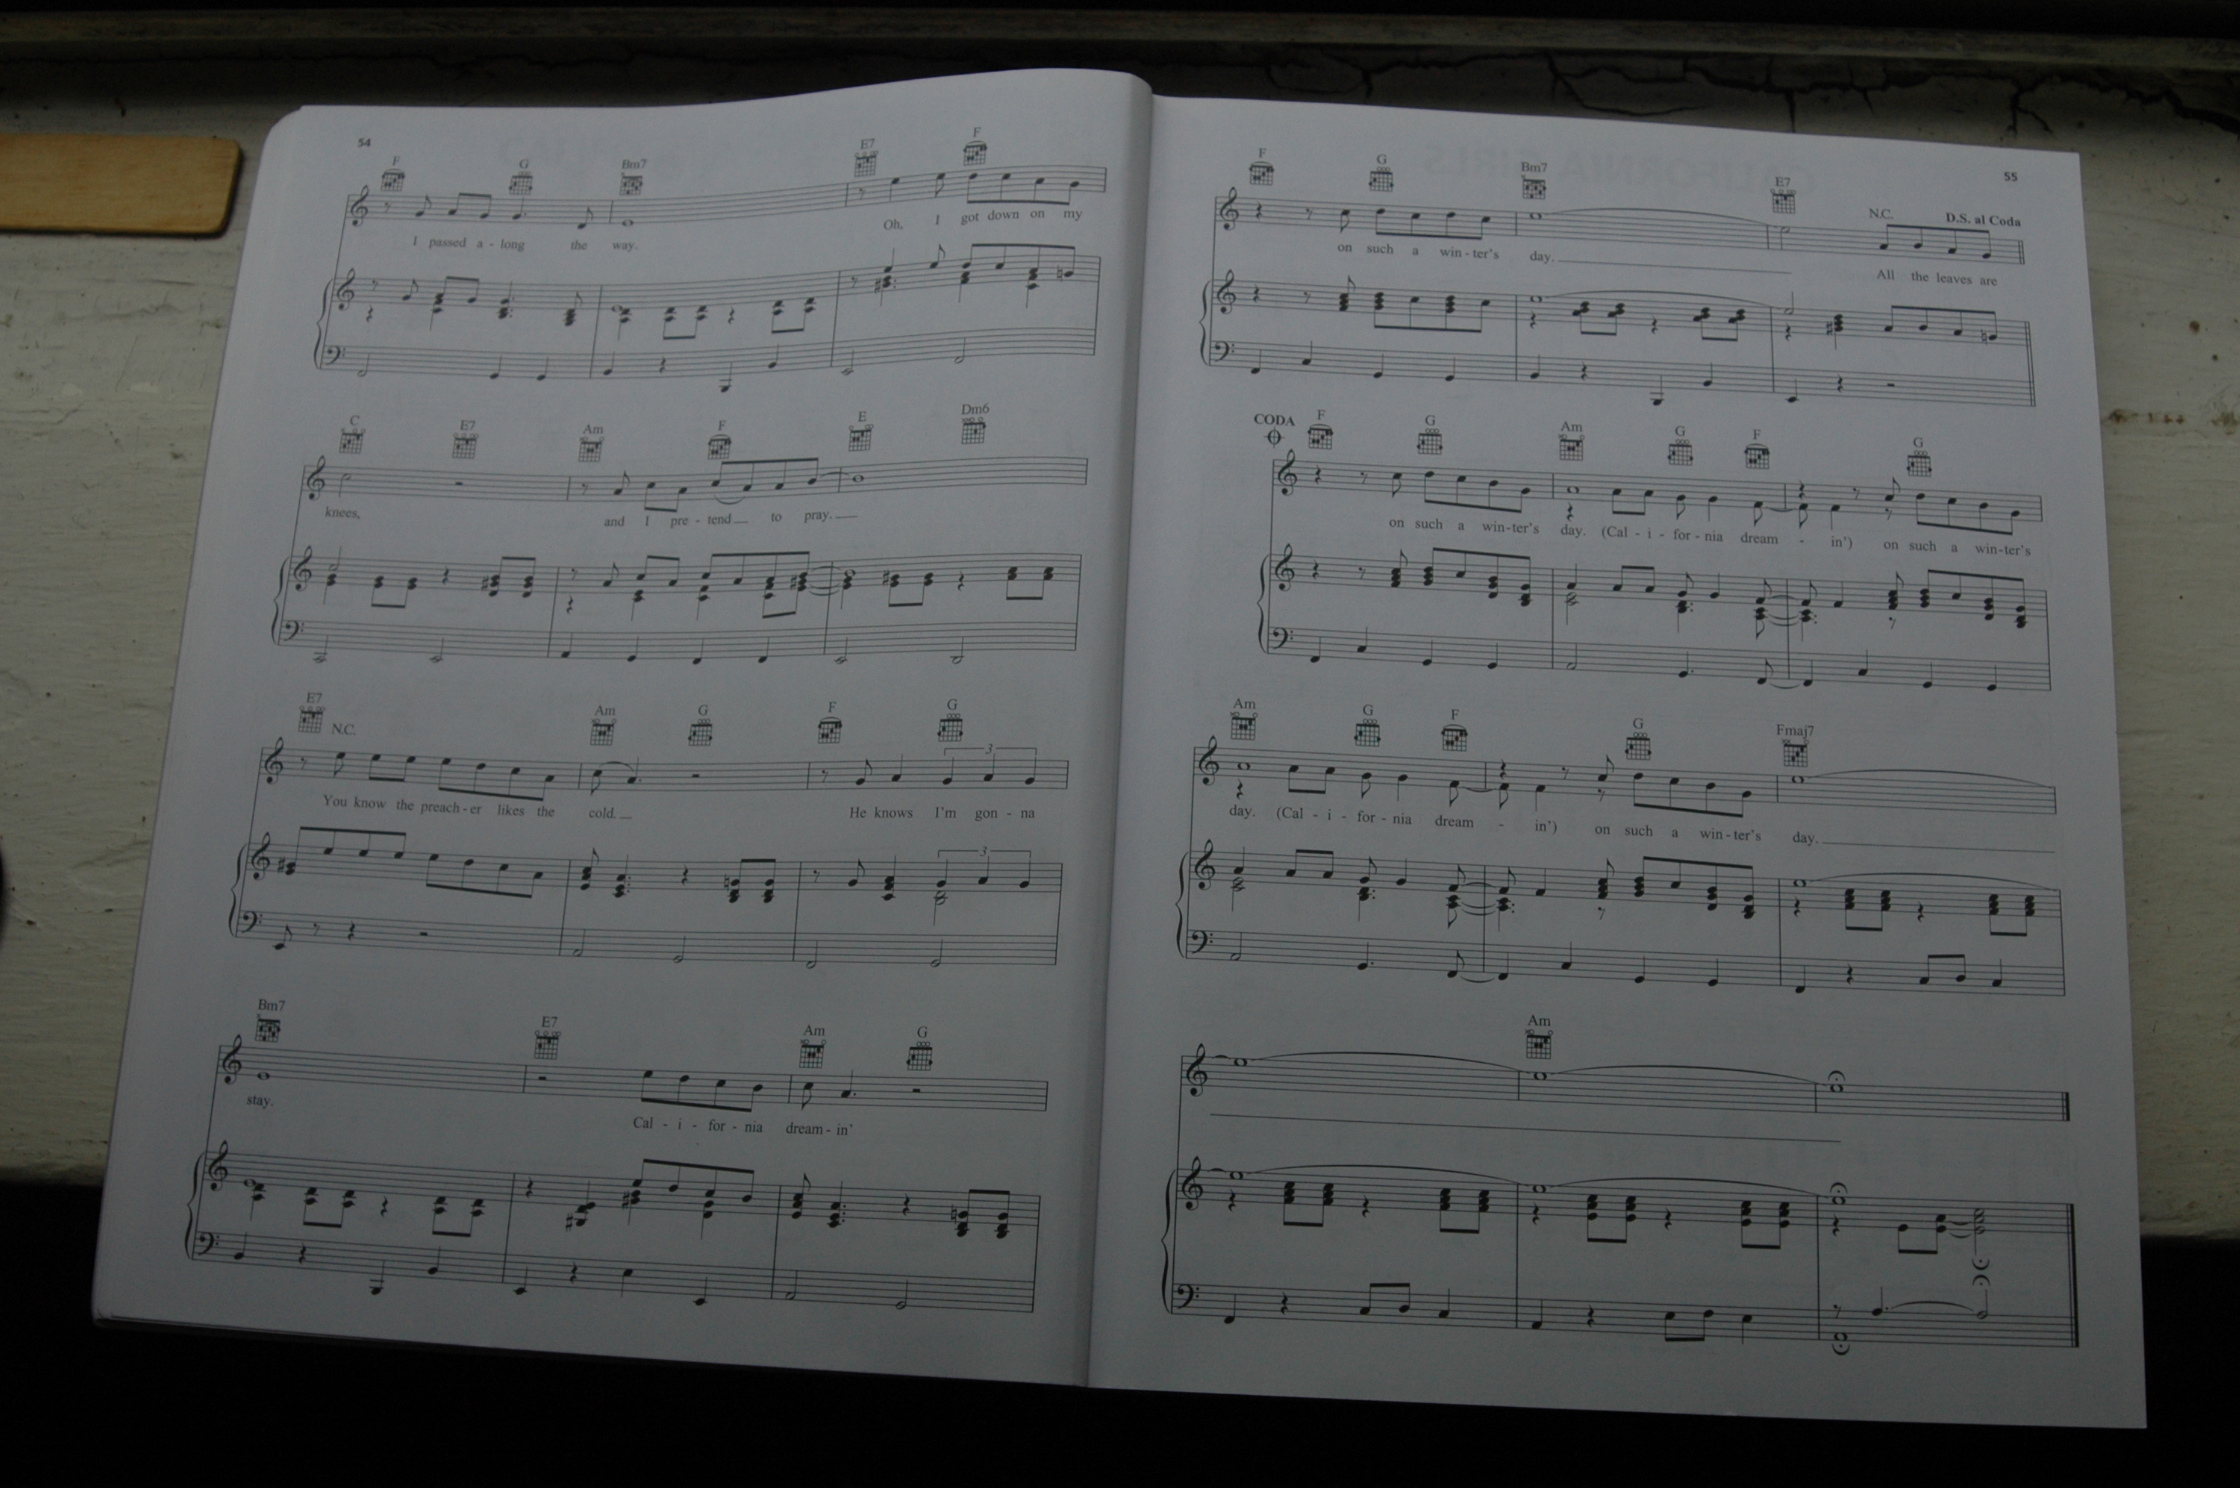 54
F G Bm7 E7 F
I passed a - long the way. Oh, I got down on my
C E7 Am F E Dm6
knees, and I pre - tend to pray.
E7 N.C. Am G F G
3
You know the preach - er likes the cold. He knows I'm gon - na
3
Bm7 E7 Am G
stay. Cal - i - for - nia dream - in'
55
D.S. al Coda
F G Bm7 E7 N.C.
on such a win - ter's day. All the leaves are
CODA
F G Am G F G
on such a win - ter's day. (Cal - i - for - nia dream - in') on such a win - ter's
Am G F G Fmaj7
day. (Cal - i - for - nia dream - in') on such a win - ter's day.
Am